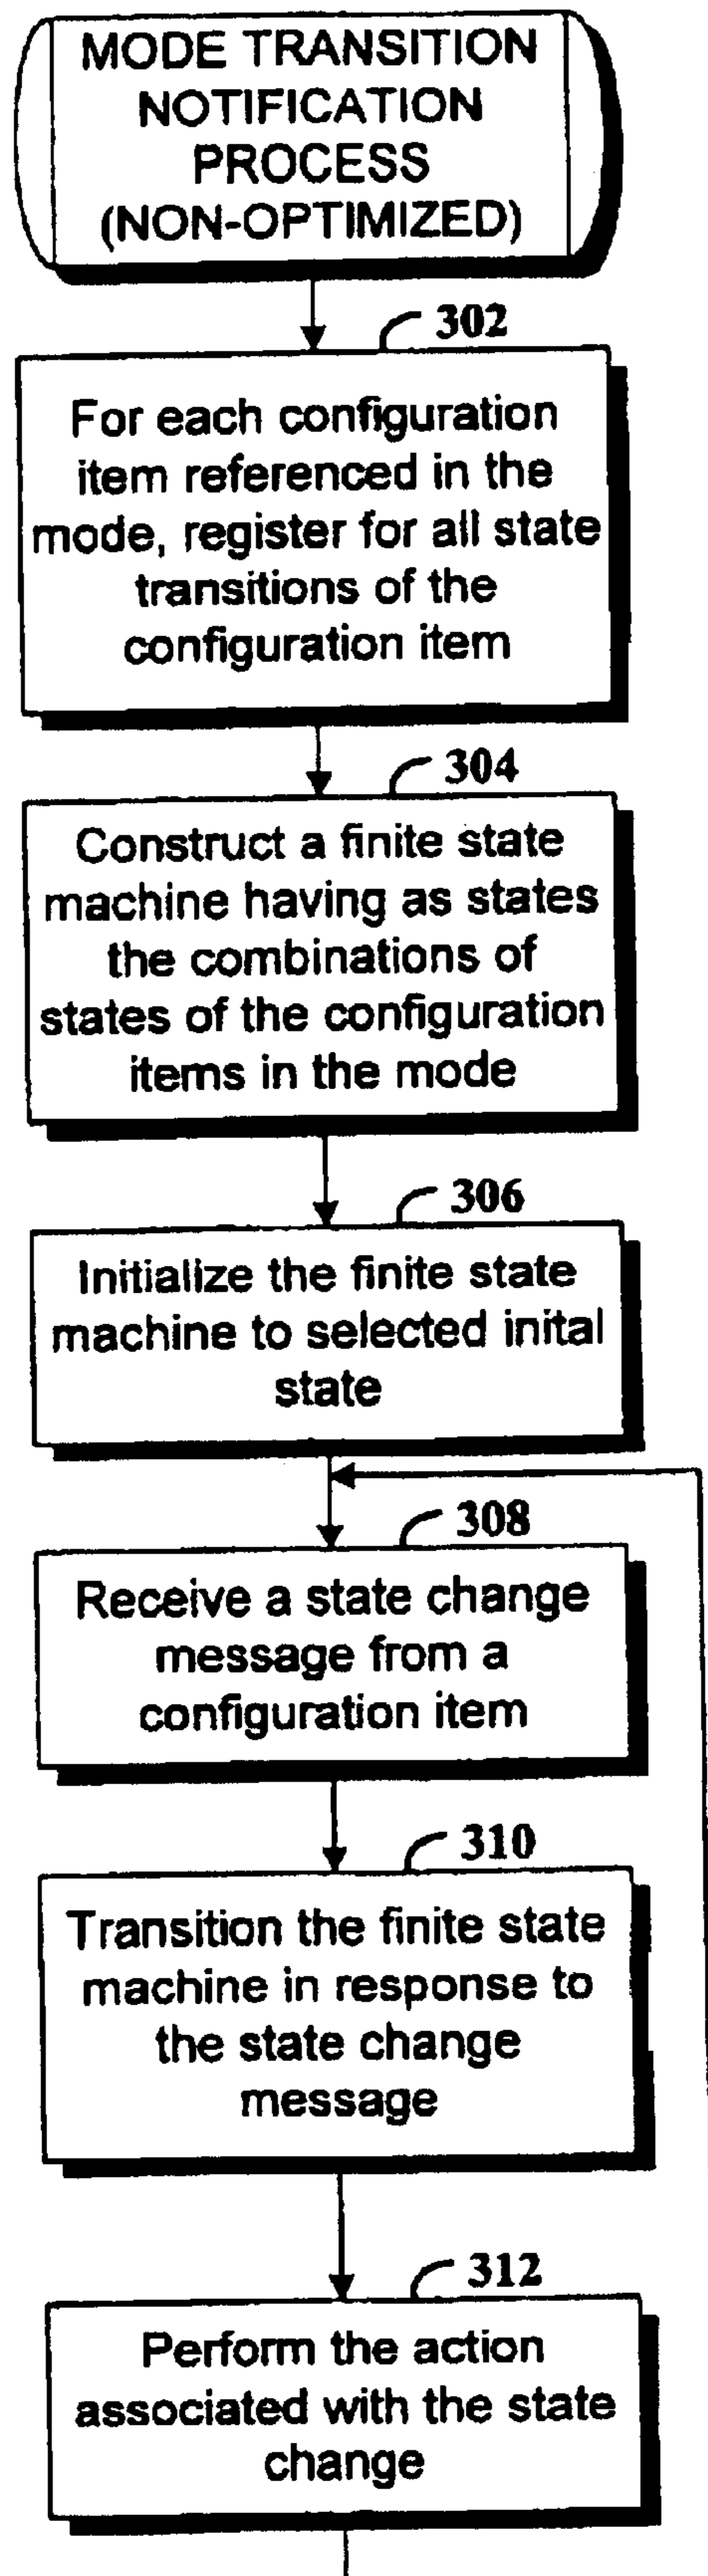 MODE TRANSITION
NOTIFICATION
PROCESS
(NON-OPTIMIZED)
302
For each configuration
item referenced in the
mode, register for all state
transitions of the
configuration item
304
Construct a finite state
machine having as states
the combinations of
states of the configuration
items in the mode
306
Initialize the finite state
machine to selected inital
state
308
Receive a state change
message from a
configuration item
310
Transition the finite state
machine in response to
the state change
message
312
Perform the action
associated with the state
change